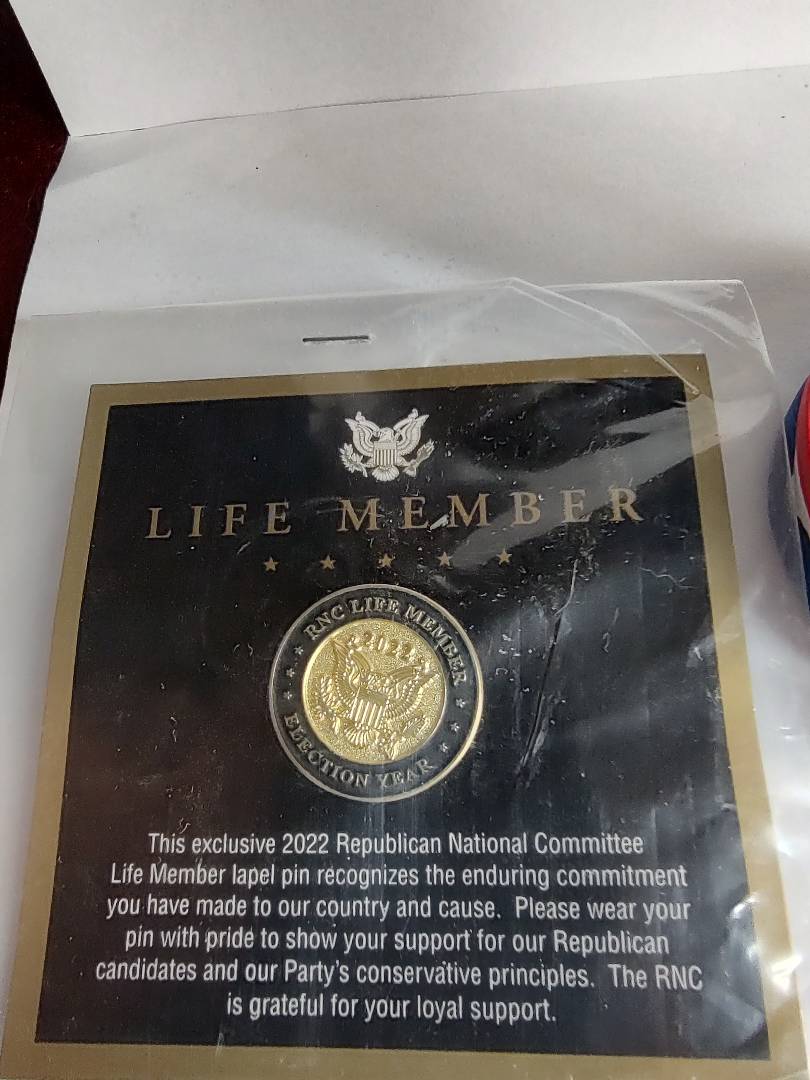 LIFE MEMBER
RNC LIFE MEMBER
2022
ELECTION YEAR
This exclusive 2022 Republican National Committee
Life Member lapel pin recognizes the enduring commitment
you have made to our country and cause. Please wear your
pin with pride to show your support for our Republican
candidates and our Party's conservative principles. The RNC
is grateful for your loyal support.